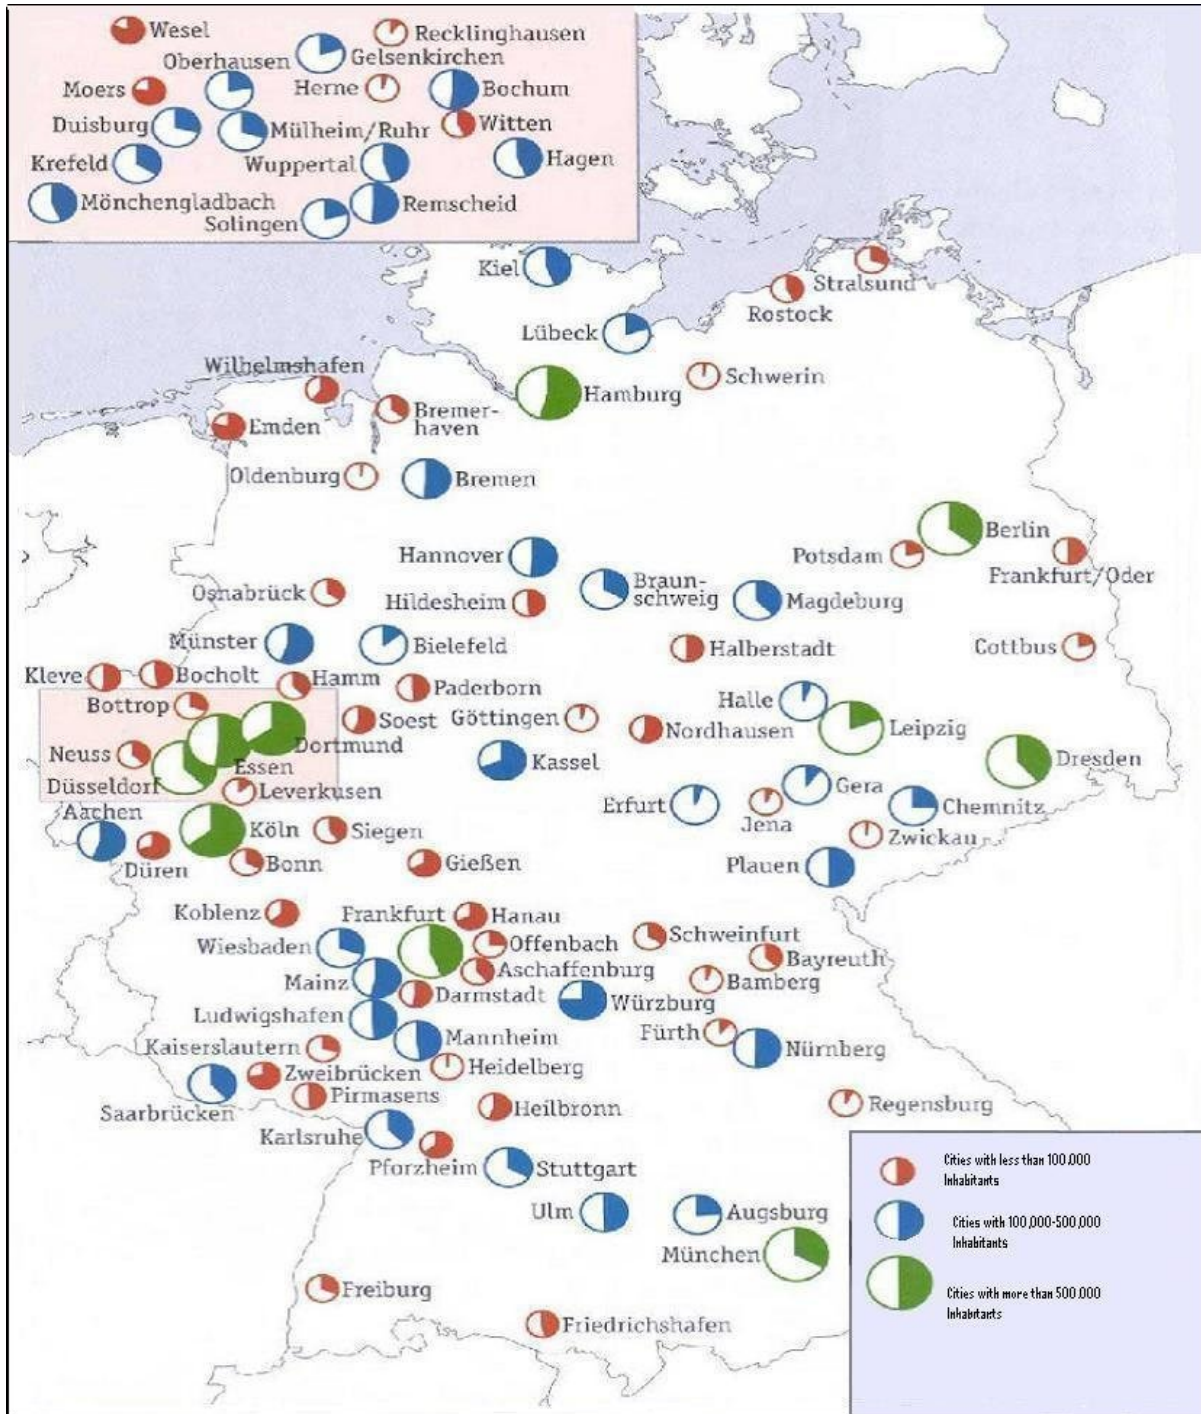 Wesel
Recklinghausen
Oberhausen
Gelsenkirchen
Moers
Herne
Bochum
Duisburg
Mülheim/Ruhr
Witten
Krefeld
Wuppertal
Hagen
Mönchengladbach
Remscheid
Solingen
Kiel
Stralsund
Rostock
Lübeck
Wilhelmshafen
Schwerin
Hamburg
Bremer-
haven
Emden
Oldenburg
Bremen
Berlin
Hannover
Potsdam
Frankfurt/Oder
Osnabrück
Hildesheim
Braun-
schweig
Magdeburg
Münster
Bielefeld
Halberstadt
Cottbus
Kleve
Bocholt
Hamm
Paderborn
Halle
Bottrop
Soest
Göttingen
Nordhausen
Leipzig
Dortmund
Neuss
Essen
Kassel
Dresden
Düsseldorf
Leverkusen
Gera
Erfurt
Chemnitz
Aachen
Jena
Köln
Siegen
Zwickau
Düren
Bonn
Gießen
Plauen
Koblenz
Frankfurt
Hanau
Wiesbaden
Offenbach
Schweinfurt
Bayreuth
Aschaffenburg
Mainz
Bamberg
Darmstadt
Würzburg
Ludwigshafen
Mannheim
Fürth
Nürnberg
Kaiserslautern
Heidelberg
Zweibrücken
Pirmasens
Saarbrücken
Heilbronn
Regensburg
Karlsruhe
Pforzheim
Stuttgart
Ulm
Augsburg
München
Freiburg
Friedrichshafen
Cities with less than 100,000
Inhabitants
Cities with 100,000-500,000
Inhabitants
Cities with more than 500,000
Inhabitants